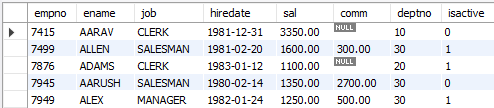 empno ename job hiredate sal comm deptno isactive
7415 AARAV CLERK 1981-12-31 3350.00 NULL 10 0
7499 ALLEN SALESMAN 1981-02-20 1600.00 300.00 30 1
7876 ADAMS CLERK 1983-01-12 1100.00 NULL 20 1
7945 AARUSH SALESMAN 1980-02-14 1350.00 2700.00 30 0
7949 ALEX MANAGER 1982-01-24 1250.00 500.00 30 1